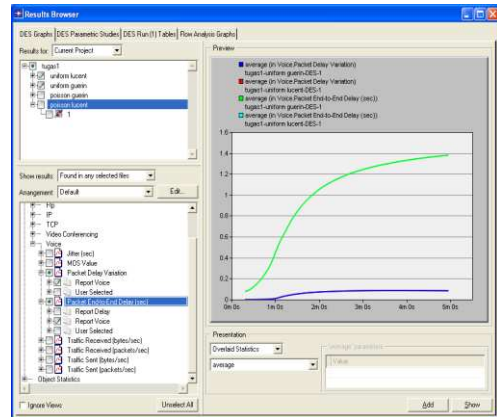 Results Browser
DES Graphs
DES Parametric Studies
DES Run (1) Tables
Flow Analysis Graphs
Results for:
Current Project
tugas1
uniform lucent
uniform guerin
poisson guerin
poisson lucent
1
Show results:
Found in any selected files
Arrangement:
Default
Edit...
Ftp
IP
TCP
Video Conferencing
Voice
Jitter (sec)
MOS Value
Packet Delay Variation
Report Voice
User Selected
Packet End-to-End Delay (sec)
Report Delay
Report Voice
User Selected
Traffic Received (bytes/sec)
Traffic Received (packets/sec)
Traffic Sent (bytes/sec)
Traffic Sent (packets/sec)
Object Statistics
Ignore Views
Unselect All
Preview
average (in Voice.Packet Delay Variation)
tugas1-uniform guerin-DES-1
average (in Voice.Packet Delay Variation)
tugas1-uniform lucent-DES-1
average (in Voice.Packet End-to-End Delay (sec))
tugas1-uniform guerin-DES-1
average (in Voice.Packet End-to-End Delay (sec))
tugas1-uniform lucent-DES-1
1.6
1.4
1.2
1
0.8
0.6
0.4
0.2
0
0m 0s
1m 0s
2m 0s
3m 0s
4m 0s
5m 0s
Presentation
Overlaid Statistics
average
Value
Add
Show